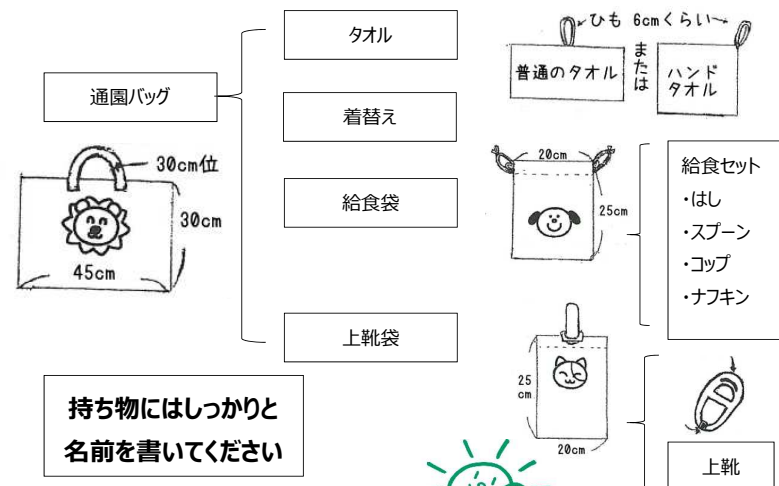 通園バッグ
30cm位
30cm
45cm
持ち物にはしっかりと
名前を書いてください
タオル
着替え
給食袋
上靴袋
ひも 6cmくらい
普通のタオル
または
ハンド
タオル
20cm
25cm
給食セット
・はし
・スプーン
・コップ
・ナフキン
25
cm
20cm
上靴